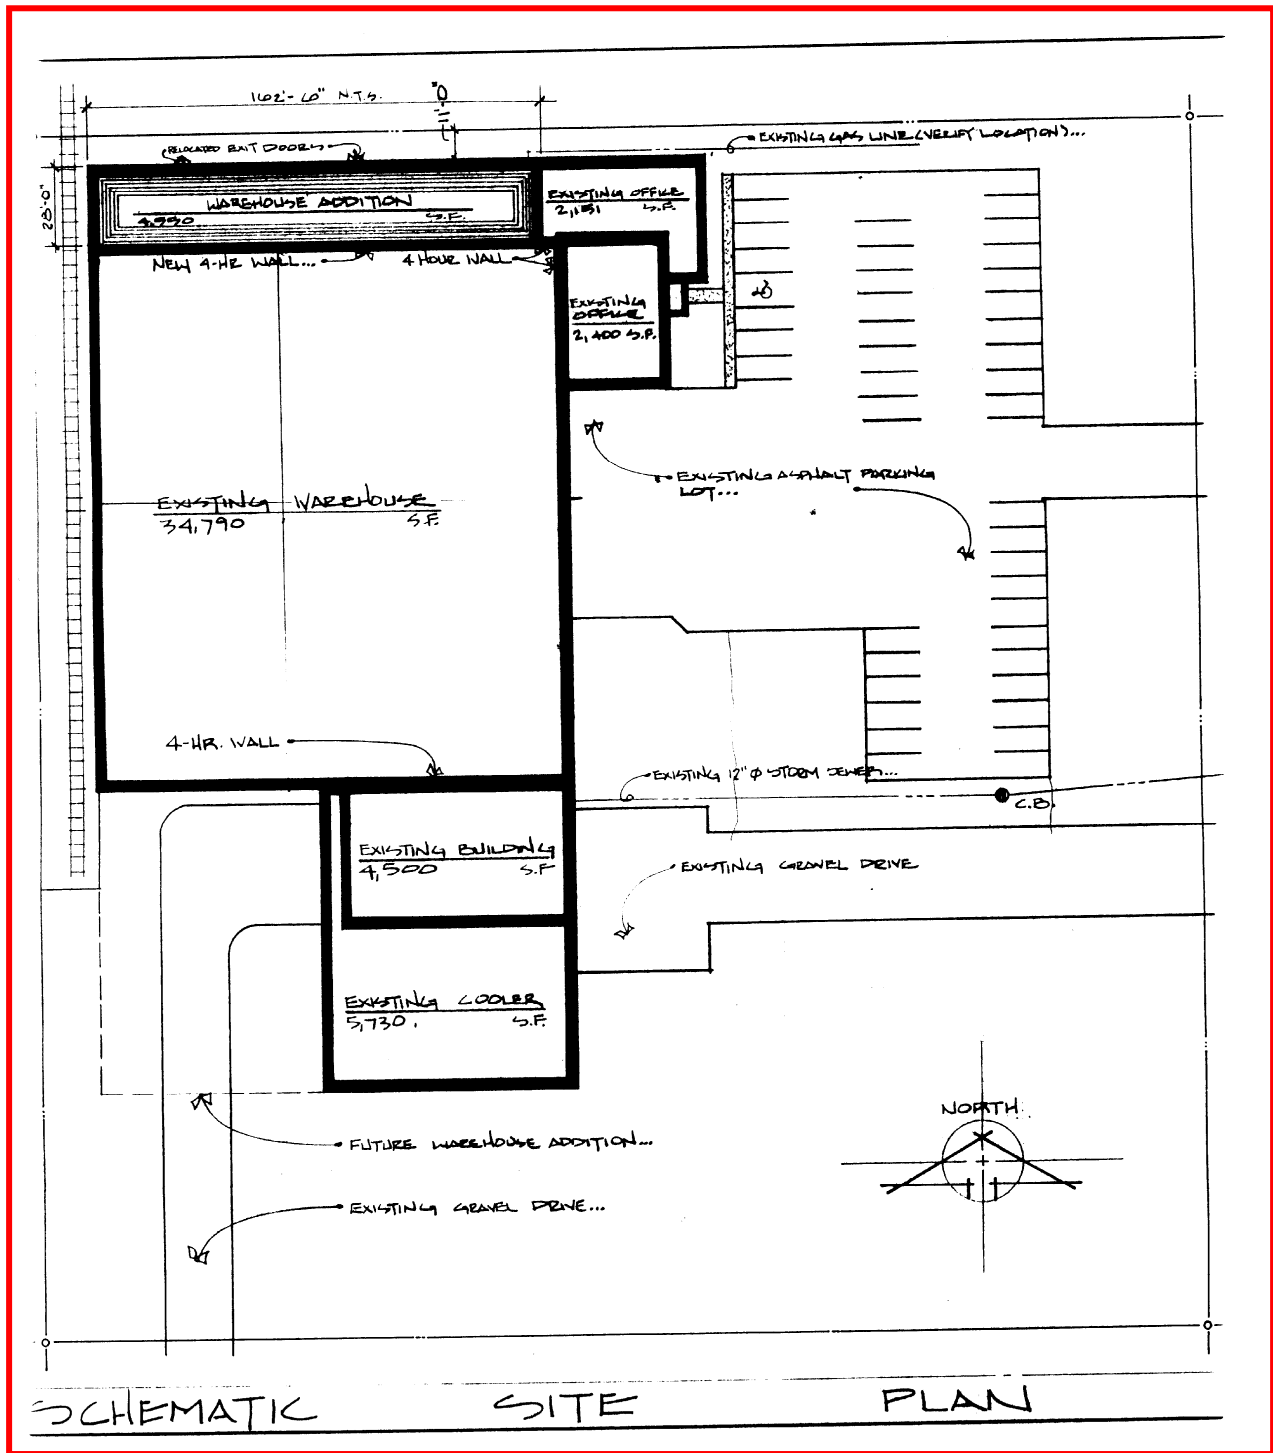 162'-6" N.T.S.
11'-0"
EXISTING GAS LINE (VERIFY LOCATION)...
RELOCATED EXIT DOORS
28'-0"
WAREHOUSE ADDITION
4,550 S.F.
EXISTING OFFICE
2,151 S.F.
NEW 4-HR WALL...
4 HOUR WALL
EXISTING
OFFICE
2,400 S.F.
EXISTING ASPHALT PARKING
LOT...
EXISTING WAREHOUSE
34,790 S.F.
4-HR. WALL
EXISTING 12" Φ STORM SEWER...
C.B.
EXISTING BUILDING
4,500 S.F
EXISTING GRAVEL DRIVE
EXISTING COOLER
5,730. S.F.
NORTH
FUTURE WAREHOUSE ADDITION...
EXISTING GRAVEL DRIVE...
SCHEMATIC SITE PLAN